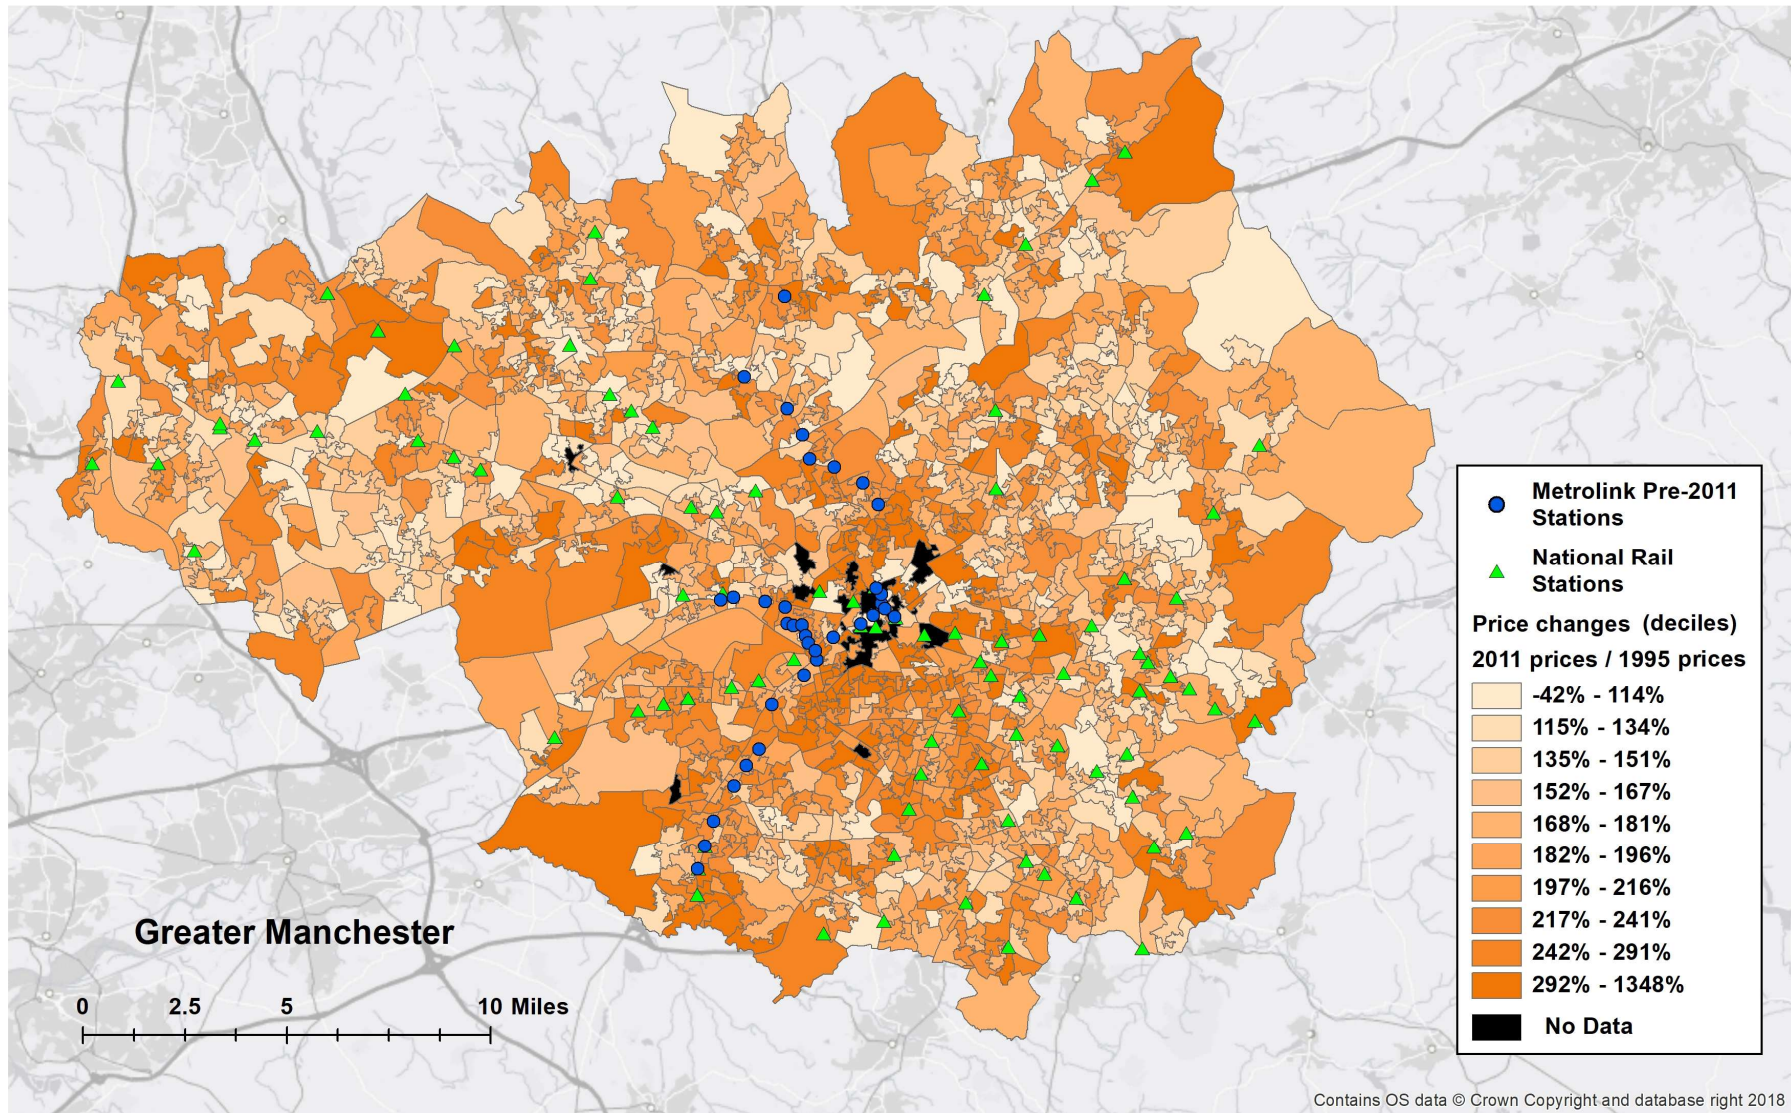 Metrolink Pre-2011
Stations
National Rail
Stations
Price changes (deciles)
2011 prices / 1995 prices
-42% - 114%
115% - 134%
135% - 151%
152% - 167%
168% - 181%
182% - 196%
197% - 216%
217% - 241%
242% - 291%
292% - 1348%
No Data
Greater Manchester
0 2.5 5 10 Miles
Contains OS data © Crown Copyright and database right 2018